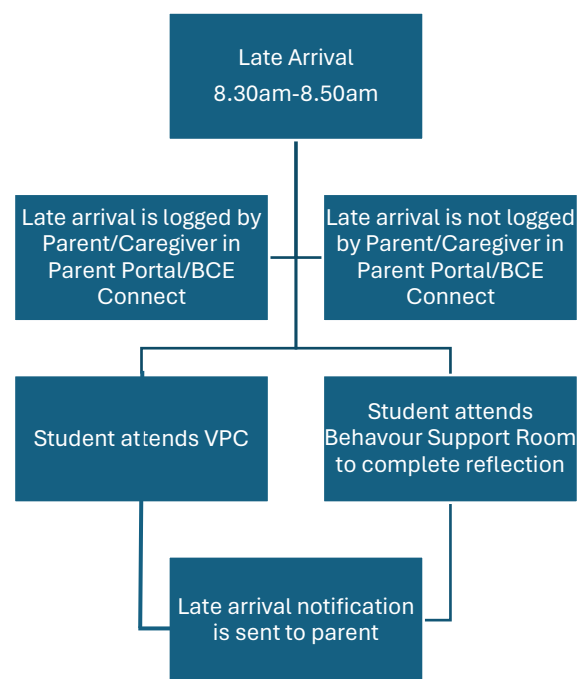 Late Arrival
8.30am-8.50am
Late arrival is logged by
Parent/Caregiver in
Parent Portal/BCE
Connect
Late arrival is not logged
by Parent/Caregiver in
Parent Portal/BCE
Connect
Student attends VPC
Student attends
Behavour Support Room
to complete reflection
Late arrival notification
is sent to parent